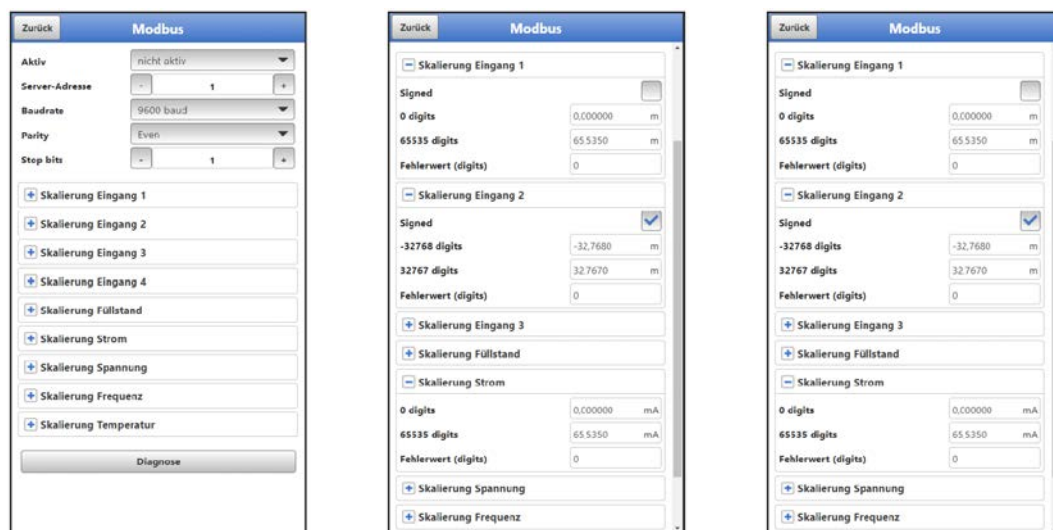 Zurück Modbus
Aktiv nicht aktiv
Server-Adresse - 1 +
Baudrate 9600 baud
Parity Even
Stop bits - 1 +
Skalierung Eingang 1
Skalierung Eingang 2
Skalierung Eingang 3
Skalierung Eingang 4
Skalierung Füllstand
Skalierung Strom
Skalierung Spannung
Skalierung Frequenz
Skalierung Temperatur
Diagnose
Zurück Modbus
Skalierung Eingang 1
Signed
0 digits 0,000000 m
65535 digits 65.5350 m
Fehlerwert (digits) 0
Skalierung Eingang 2
Signed
-32768 digits -32,7680 m
32767 digits 32.7670 m
Fehlerwert (digits) 0
Skalierung Eingang 3
Skalierung Füllstand
Skalierung Strom
0 digits 0,000000 mA
65535 digits 65.5350 mA
Fehlerwert (digits) 0
Skalierung Spannung
Skalierung Frequenz
Zurück Modbus
Skalierung Eingang 1
Signed
0 digits 0,000000 m
65535 digits 65.5350 m
Fehlerwert (digits) 0
Skalierung Eingang 2
Signed
-32768 digits -32,7680 m
32767 digits 32.7670 m
Fehlerwert (digits) 0
Skalierung Eingang 3
Skalierung Füllstand
Skalierung Strom
0 digits 0,000000 mA
65535 digits 65.5350 mA
Fehlerwert (digits) 0
Skalierung Spannung
Skalierung Frequenz